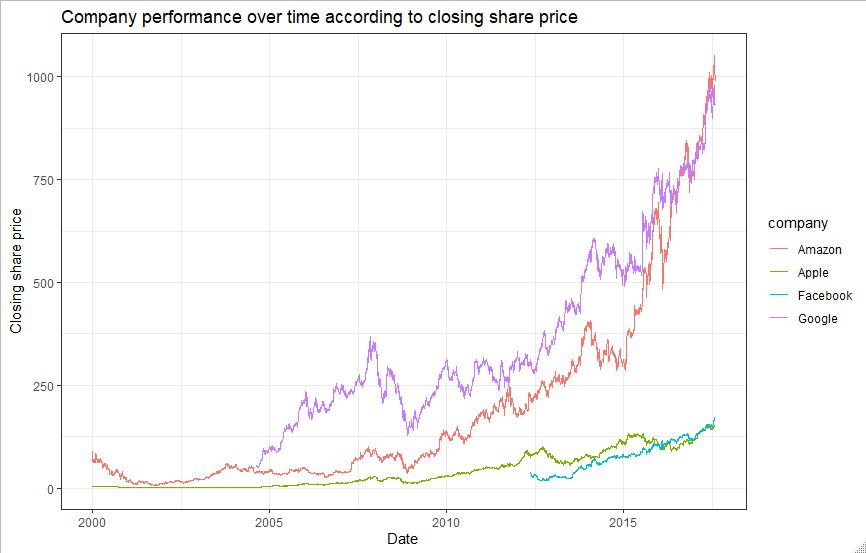 Company performance over time according to closing share price
1000
750
500
250
0
Closing share price
2000
2005
2010
2015
Date
company
Amazon
Apple
Facebook
Google